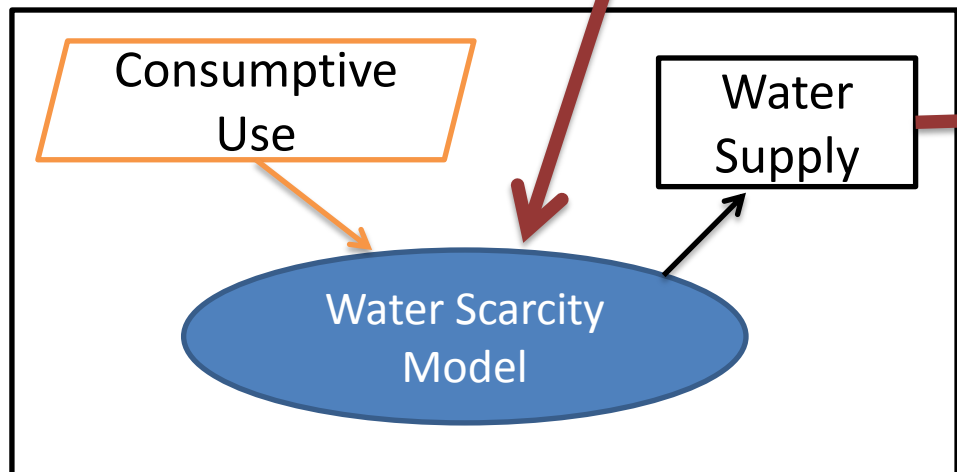 Consumptive
Use
Water
Supply
Water Scarcity
Model